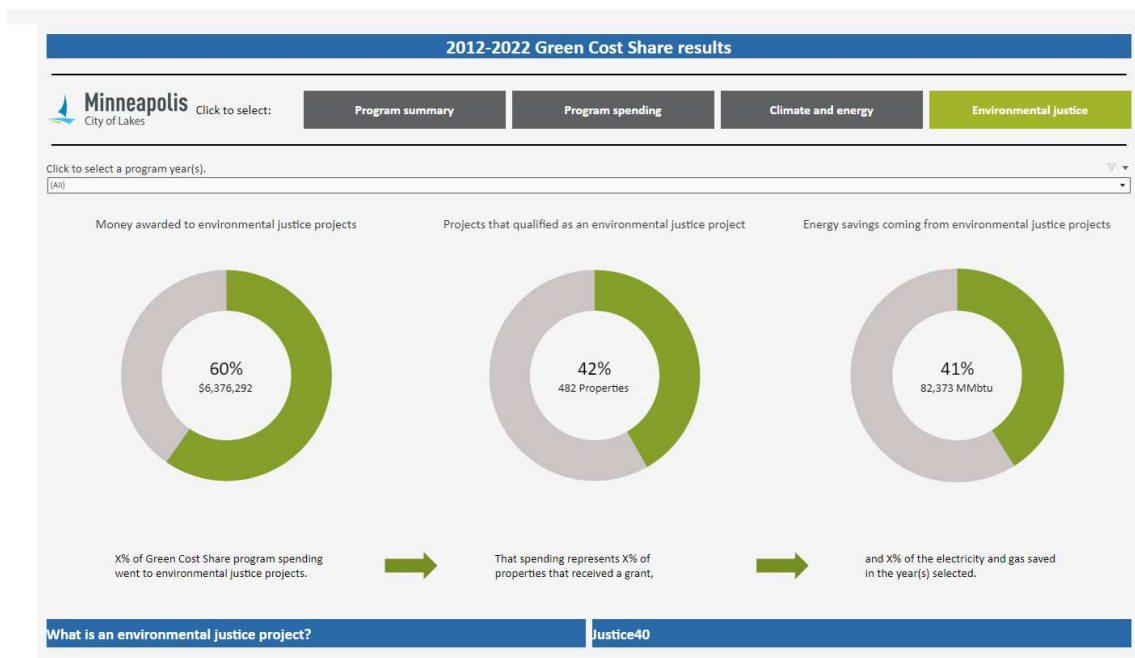 2012-2022 Green Cost Share results
Minneapolis
City of Lakes
Click to select:
Program summary
Program spending
Climate and energy
Environmental justice
Click to select a program year(s).
(All)
Money awarded to environmental justice projects
Projects that qualified as an environmental justice project
Energy savings coming from environmental justice projects
60%
$6,376,292
42%
482 Properties
41%
82,373 MMbtu
X% of Green Cost Share program spending
went to environmental justice projects.
That spending represents X% of
properties that received a grant,
and X% of the electricity and gas saved
in the year(s) selected.
What is an environmental justice project?
Justice40